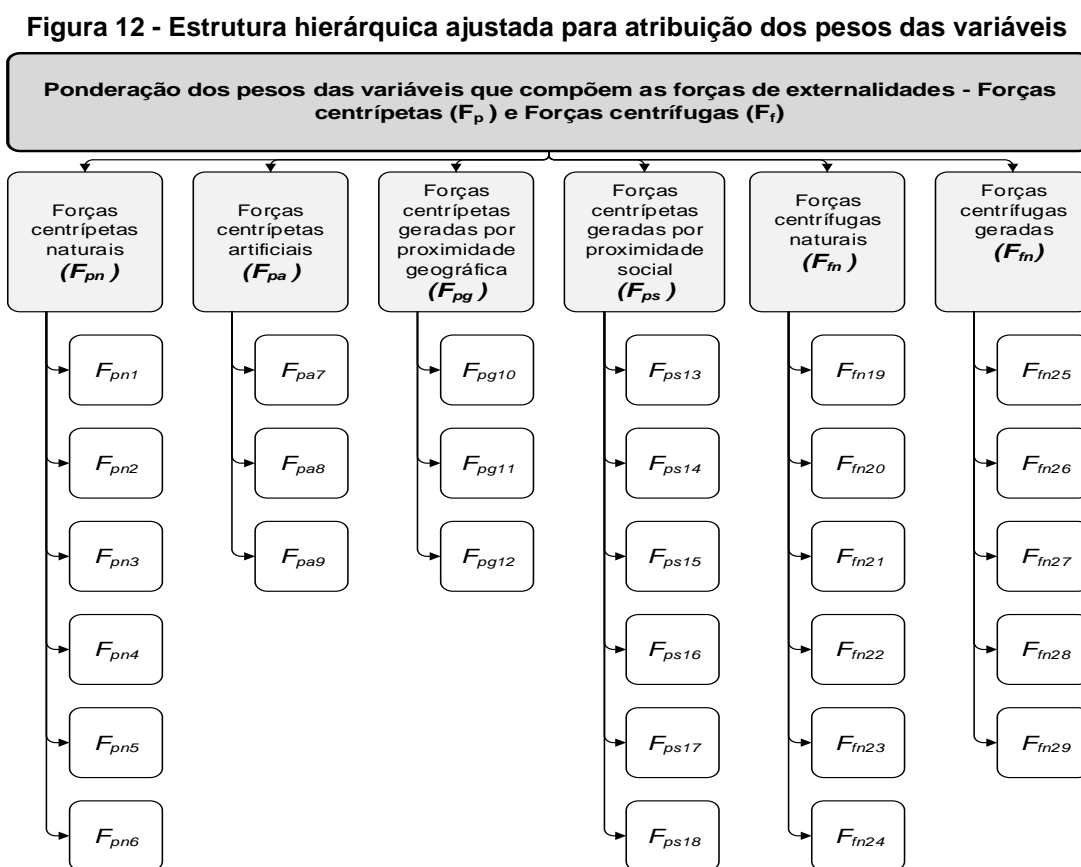 Figura 12 - Estrutura hierárquica ajustada para atribuição dos pesos das variáveis
Ponderação dos pesos das variáveis que compõem as forças de externalidades - Forças
centrípetas (Fp ) e Forças centrífugas (Ff)
Forças
centrípetas
naturais
(Fpn )
Forças
centrípetas
artificiais
(Fpa )
Forças
centrípetas
geradas por
proximidade
geográfica
(Fpg )
Forças
centrípetas
geradas por
proximidade
social
(Fps )
Forças
centrífugas
naturais
(Ffn )
Forças
centrífugas
geradas
(Ffn)
Fpn1
Fpn2
Fpn3
Fpn4
Fpn5
Fpn6
Fpa7
Fpa8
Fpa9
Fpg10
Fpg11
Fpg12
Fps13
Fps14
Fps15
Fps16
Fps17
Fps18
Ffn19
Ffn20
Ffn21
Ffn22
Ffn23
Ffn24
Ffn25
Ffn26
Ffn27
Ffn28
Ffn29